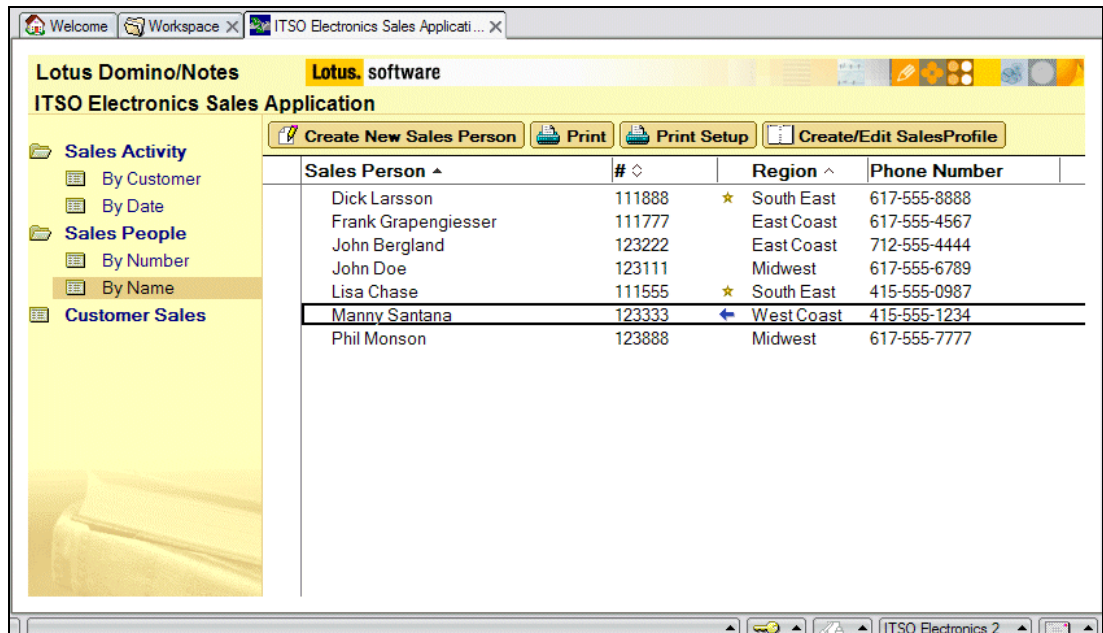 Welcome Workspace ITSO Electronics Sales Applicati...
Lotus Domino/Notes Lotus. software
ITSO Electronics Sales Application
Create New Sales Person Print Print Setup Create/Edit SalesProfile
Sales Activity
By Customer
By Date
Sales People
By Number
By Name
Customer Sales
Sales Person # Region Phone Number
Dick Larsson 111888 South East 617-555-8888
Frank Grapengiesser 111777 East Coast 617-555-4567
John Bergland 123222 East Coast 712-555-4444
John Doe 123111 Midwest 617-555-6789
Lisa Chase 111555 South East 415-555-0987
Manny Santana 123333 West Coast 415-555-1234
Phil Monson 123888 Midwest 617-555-7777
ITSO Electronics 2